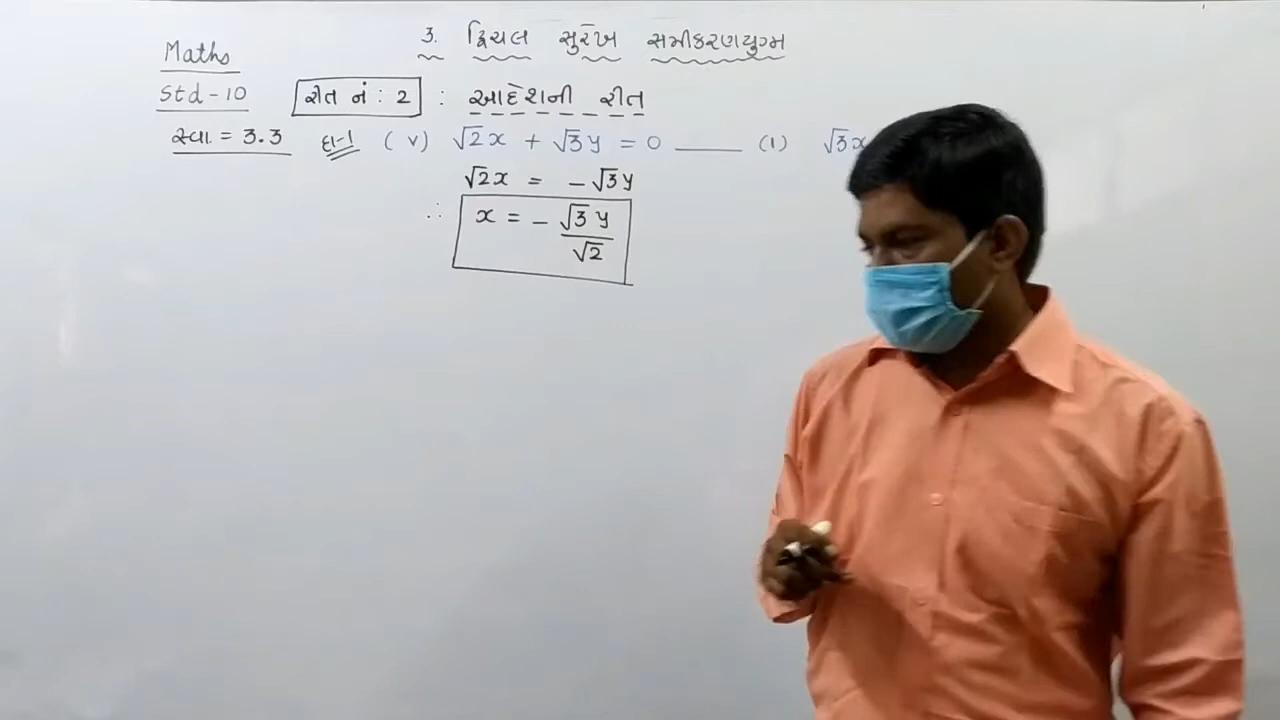 3. દ્વિચલ સુરેખ સમીકરણયુગ્મ
Maths
Std-10 રીત નં : 2 : આદેશની રીત
સ્વા = 3.3 દા-1 (v) √2x + √3y = 0 ____ (1) √3x
√2x = -√3y
∴ x = - √3y/√2